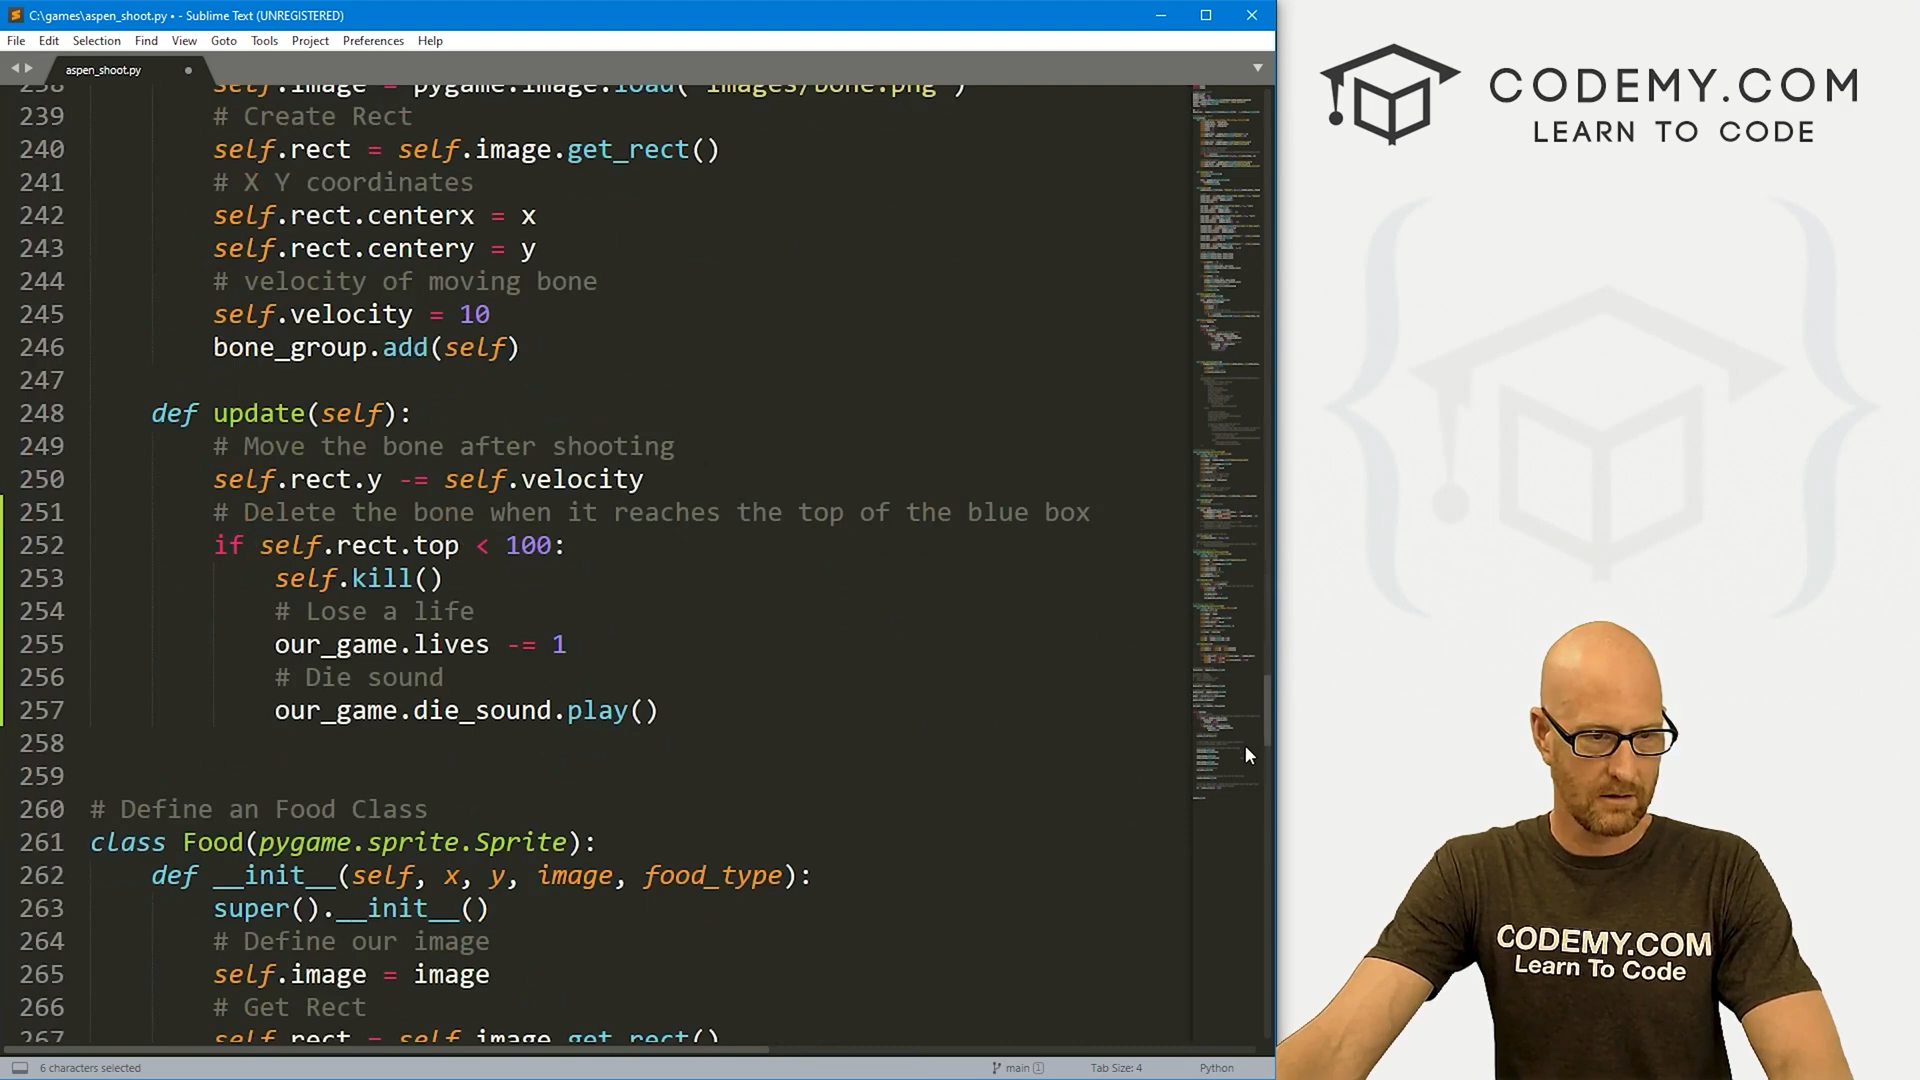 C:\games\aspen_shoot.py • - Sublime Text (UNREGISTERED)
File Edit Selection Find View Goto Tools Project Preferences Help
aspen_shoot.py
238 self.image = pygame.image.load("images/bone.png")
239 # Create Rect
240 self.rect = self.image.get_rect()
241 # X Y coordinates
242 self.rect.centerx = x
243 self.rect.centery = y
244 # velocity of moving bone
245 self.velocity = 10
246 bone_group.add(self)
247
248 def update(self):
249 # Move the bone after shooting
250 self.rect.y -= self.velocity
251 # Delete the bone when it reaches the top of the blue box
252 if self.rect.top < 100:
253 self.kill()
254 # Lose a life
255 our_game.lives -= 1
256 # Die sound
257 our_game.die_sound.play()
258
259
260 # Define an Food Class
261 class Food(pygame.sprite.Sprite):
262 def __init__(self, x, y, image, food_type):
263 super().__init__()
264 # Define our image
265 self.image = image
266 # Get Rect
267 self.rect = self.image.get_rect()
6 characters selected
main 1
Tab Size: 4
Python
CODEMY.COM
LEARN TO CODE
CODEMY.COM
Learn To Code